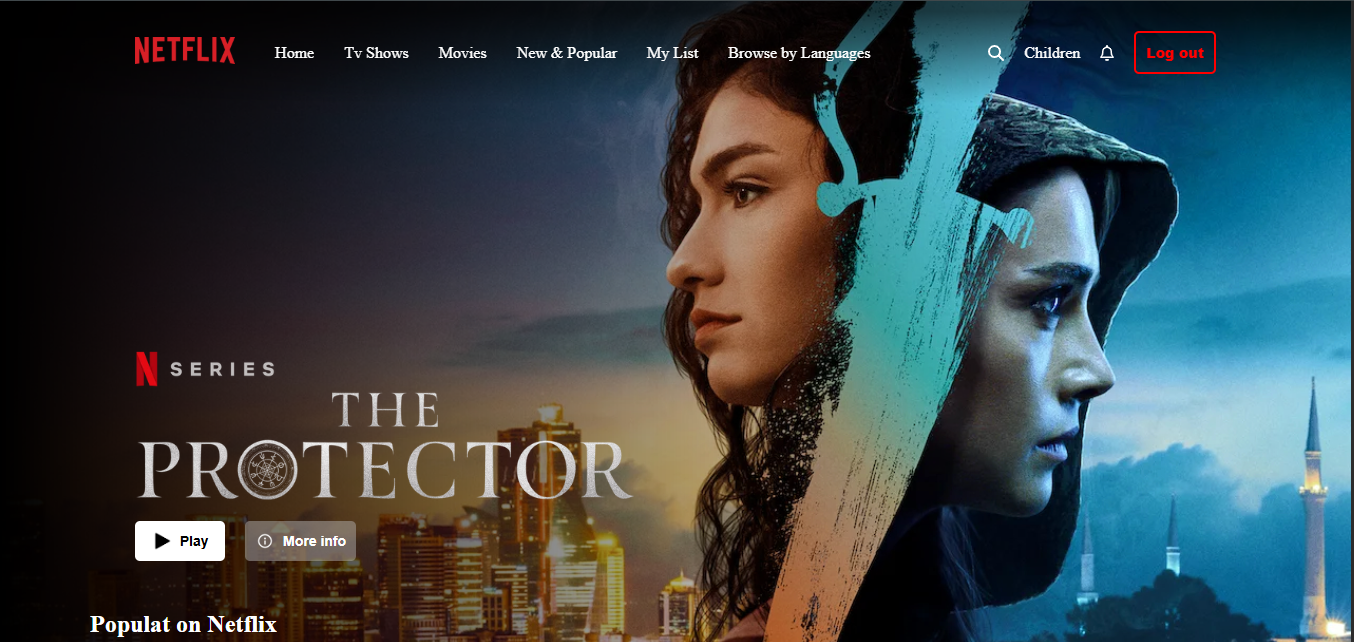 NETFLIX Home Tv Shows Movies New & Popular My List Browse by Languages Children Log out
N SERIES
THE
PROTECTOR
Play More info
Populat on Netflix